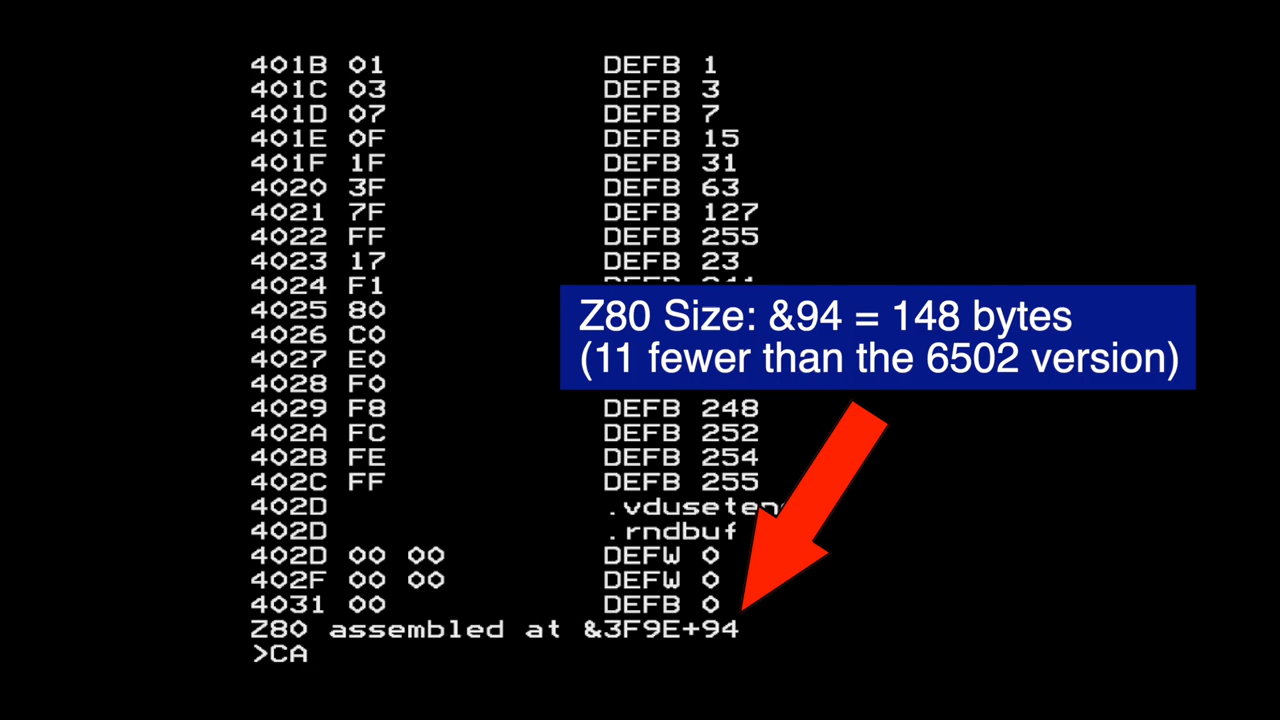 401B 01 DEFB 1
401C 03 DEFB 3
401D 07 DEFB 7
401E 0F DEFB 15
401F 1F DEFB 31
4020 3F DEFB 63
4021 7F DEFB 127
4022 FF DEFB 255
4023 17 DEFB 23
4024 F1
4025 80
Z80 Size: &94 = 148 bytes
4026 C0
(11 fewer than the 6502 version)
4027 E0
4028 F0
4029 F8 DEFB 248
402A FC DEFB 252
402B FE DEFB 254
402C FF DEFB 255
402D
402D .rndbuf
402D 00 00 DEFW 0
402F 00 00 DEFW 0
4031 00 DEFB 0
Z80 assembled at &3F9E+94
>CA